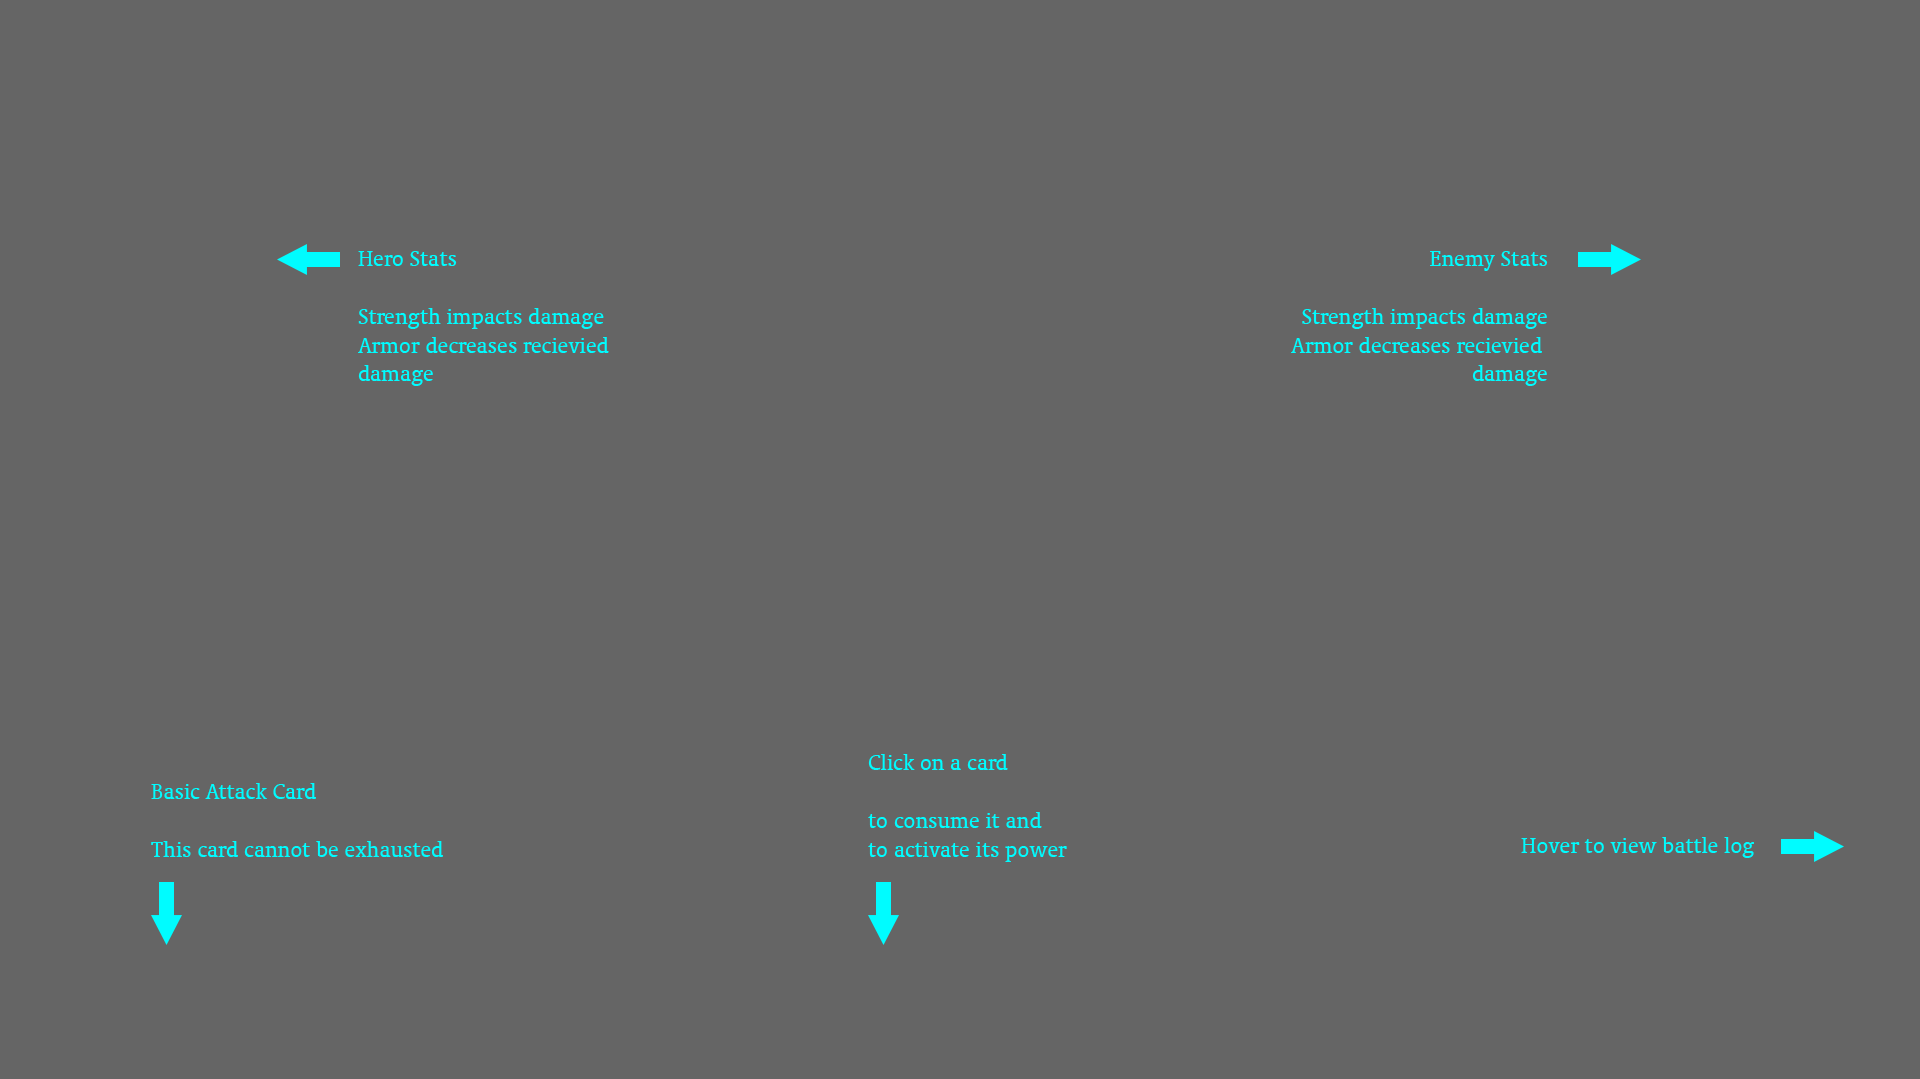 Hero Stats
Strength impacts damage
Armor decreases recievied
damage
Enemy Stats
Strength impacts damage
Armor decreases recievied
damage
Basic Attack Card
This card cannot be exhausted
Click on a card
to consume it and
to activate its power
Hover to view battle log